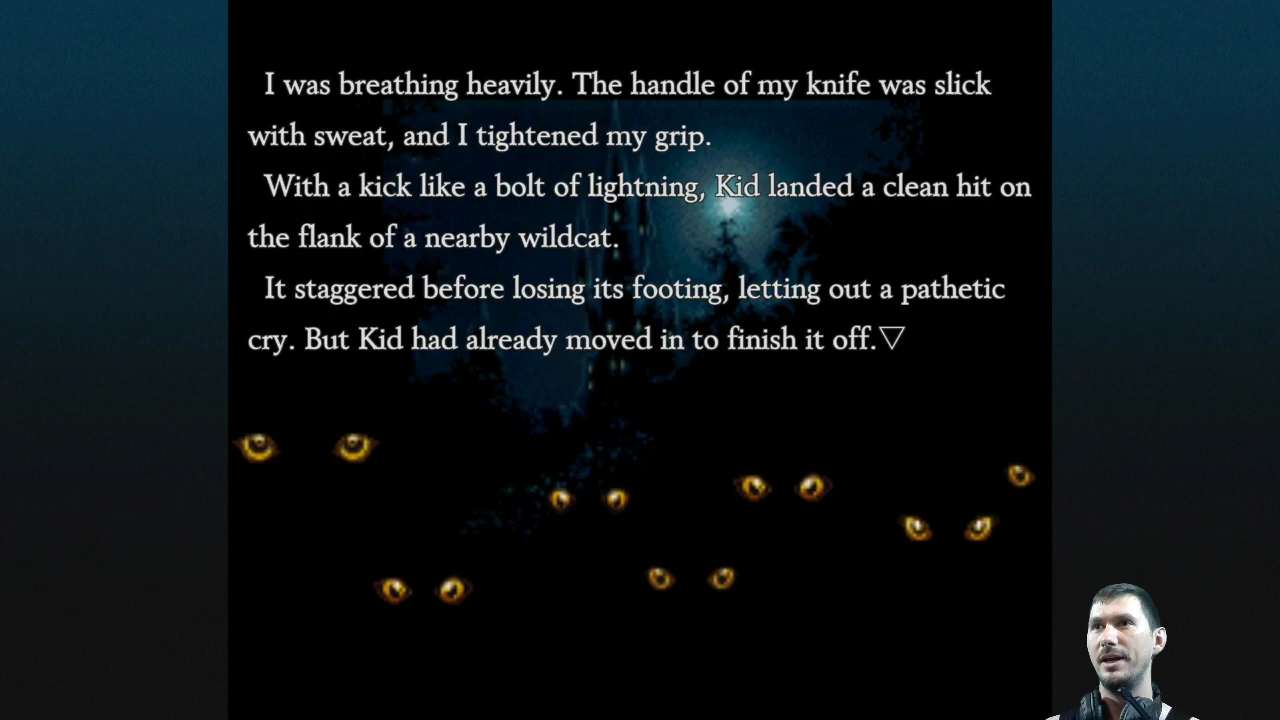 I was breathing heavily. The handle of my knife was slick
with sweat, and I tightened my grip.
With a kick like a bolt of lightning, Kid landed a clean hit on
the flank of a nearby wildcat.
It staggered before losing its footing, letting out a pathetic
cry. But Kid had already moved in to finish it off.▽